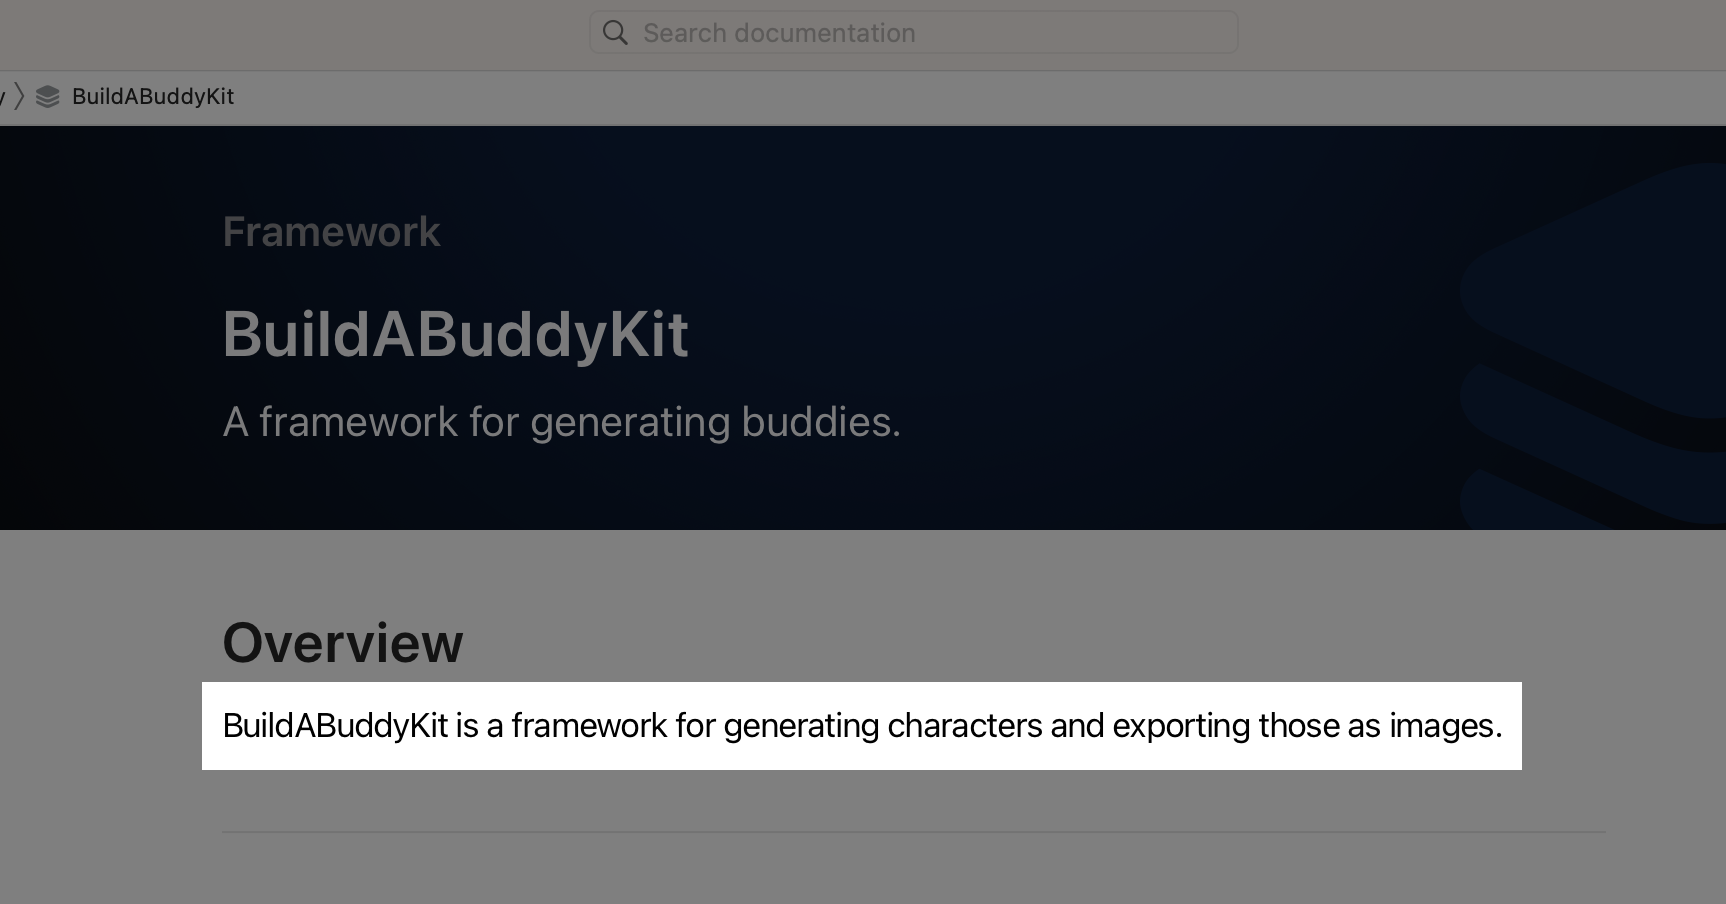 Search documentation
BuildABuddyKit
Framework
BuildABuddyKit
A framework for generating buddies.
Overview
BuildABuddyKit is a framework for generating characters and exporting those as images.